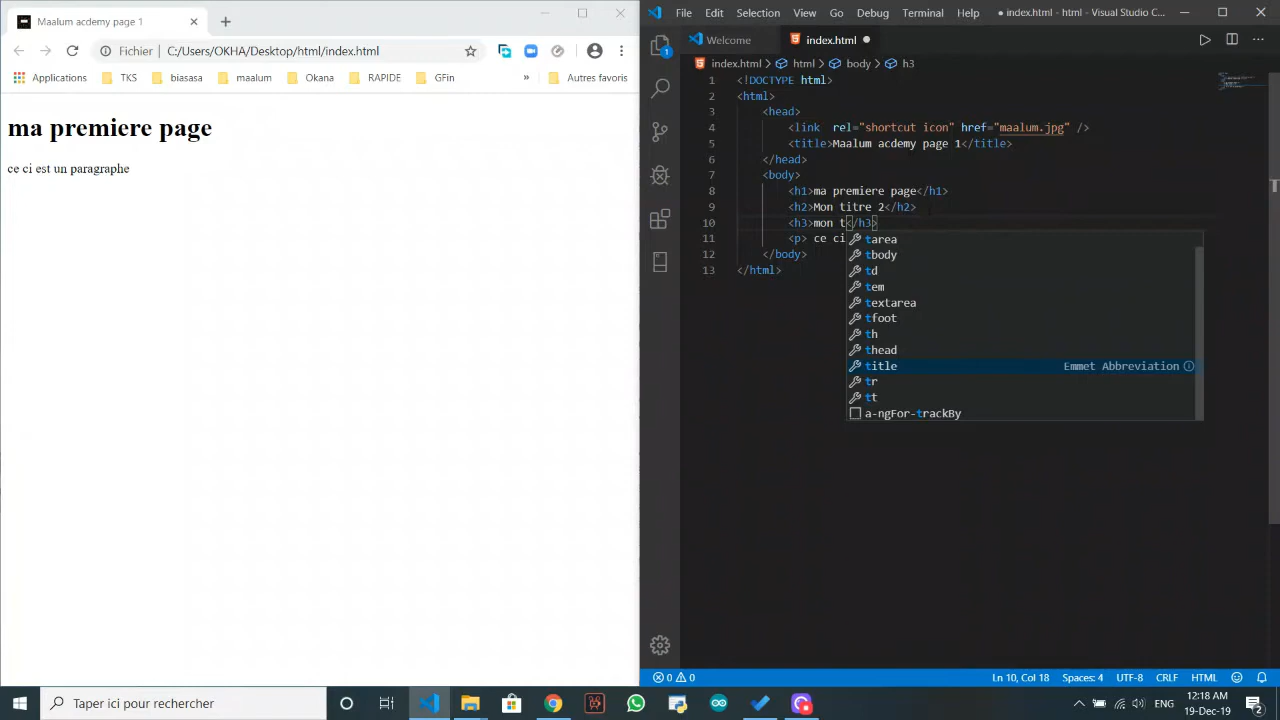 Maalum acdemy page 1
Fichier | C:/Users/OKHA/Desktop/html/index.html
Applications TKS biasasa maalum Okana RAPIDE GFin » Autres favoris
ma premiere page
ce ci est un paragraphe
File Edit Selection View Go Debug Terminal Help ● index.html - html - Visual Studio C...
Welcome index.html ●
index.html > html > body > h3
1 <!DOCTYPE html>
2 <html>
3 <head>
4 <link rel="shortcut icon" href="maalum.jpg" />
5 <title>Maalum acdemy page 1</title>
6 </head>
7 <body>
8 <h1>ma premiere page</h1>
9 <h2>Mon titre 2</h2>
10 <h3>mon t</h3>
11 <p> ce ci
12 </body>
13 </html>
tarea
tbody
td
tem
textarea
tfoot
th
thead
title Emmet Abbreviation
tr
tt
a-ngFor-trackBy
1
0 0 Ln 10, Col 18 Spaces: 4 UTF-8 CRLF HTML
Taper ici pour rechercher
ENG
12:18 AM
19-Dec-19
2